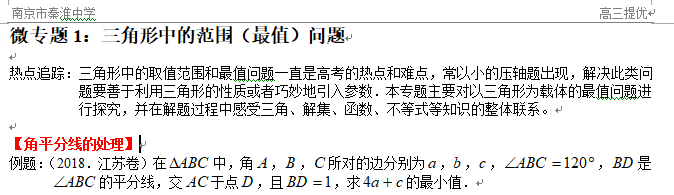 南京市秦淮中学 高三提优
微专题1：三角形中的范围（最值）问题
热点追踪：三角形中的取值范围和最值问题一直是高考的热点和难点，常以小的压轴题出现，解决此类问
题要善于利用三角形的性质或者巧妙地引入参数．本专题主要对以三角形为载体的最值问题进
行探究，并在解题过程中感受三角、解集、函数、不等式等知识的整体联系。
【角平分线的处理】
例题：（2018．江苏卷）在ΔABC中，角A，B，C所对的边分别为a，b，c，∠ABC＝120°，BD是
∠ABC的平分线，交AC于点D，且BD＝1，求4a＋c的最小值．